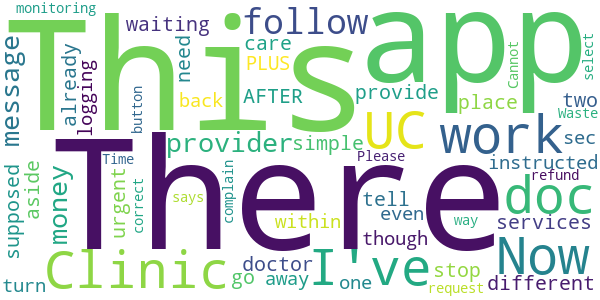 monitoring
This
app
waiting
follow
need
care
PLUS
Cannot
select
message
already
logging
button
back
AFTER
provide
place
two
UC
work
sec
Waste
provider
simple
There
Time
Please
instructed
refund
doc
supposed
aside
money
urgent
correct
says
complain
within
tell
even
way
services
I've
Now
though
Clinic
doctor
stop
different
turn
go
away
one
request